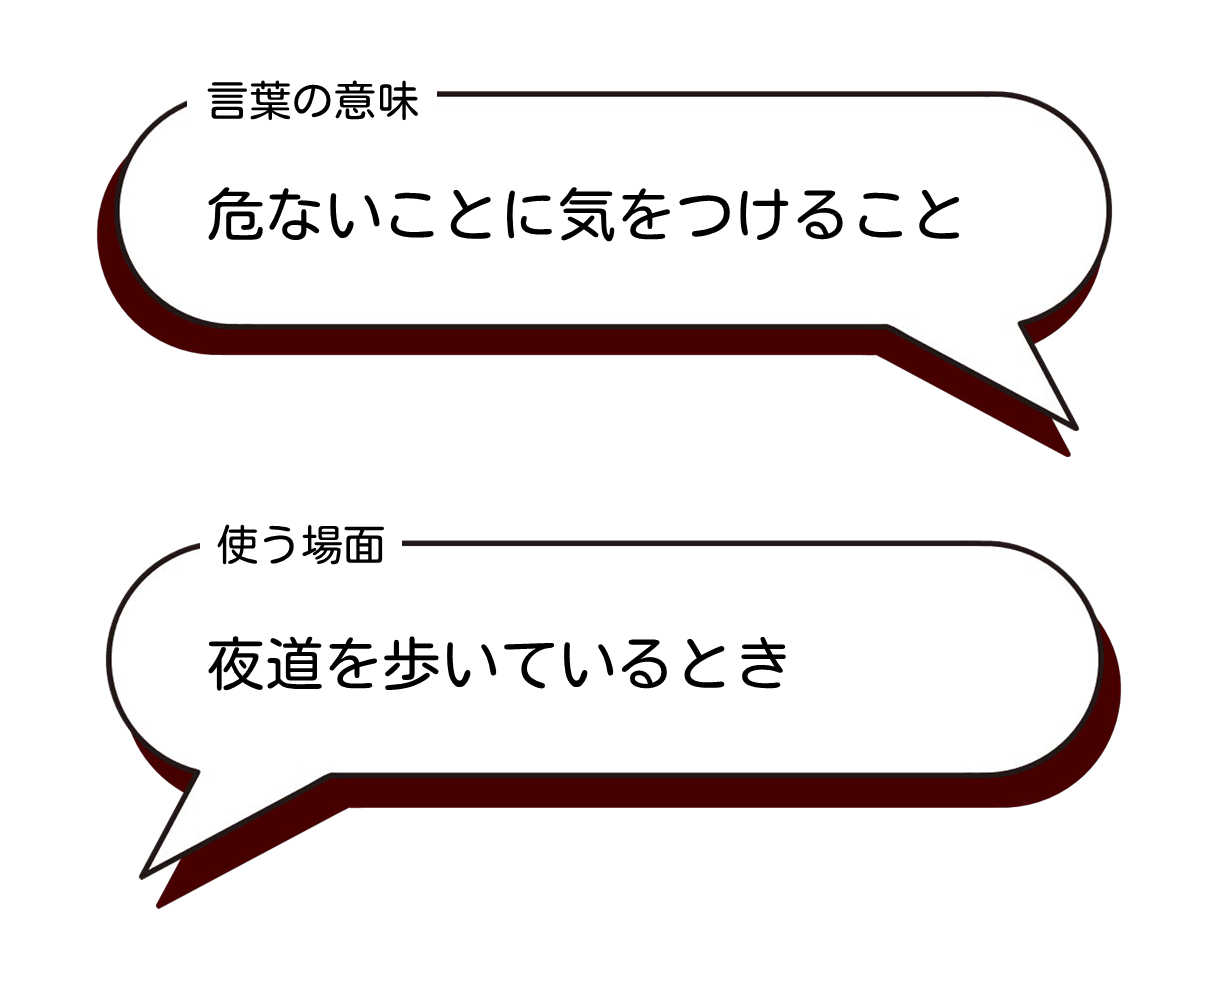 言葉の意味
危ないことに気をつけること
使う場面
夜道を歩いているとき